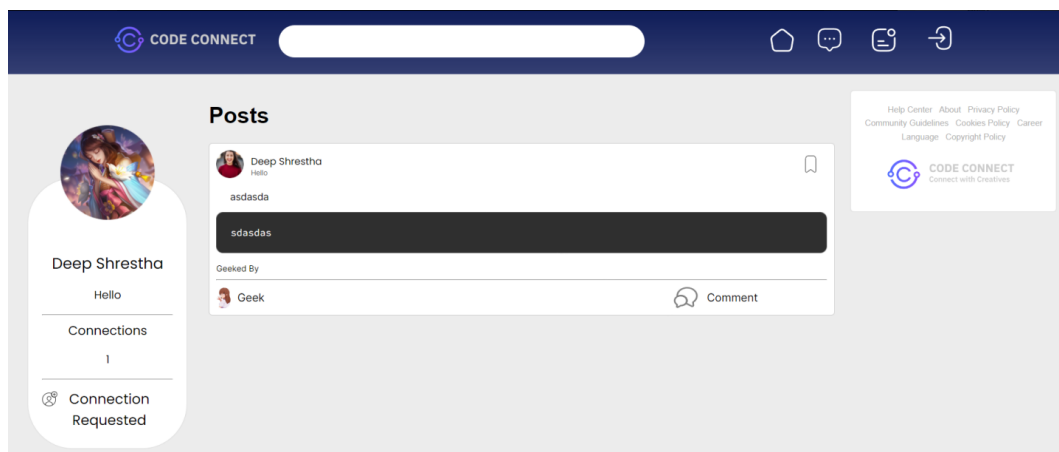 CODE CONNECT
Deep Shrestha
Hello
Connections
1
Connection
Requested
Posts
Deep Shrestha
Hello
asdasda
sdasdas
Geeked By
Geek
Comment
Help Center About Privacy Policy
Community Guidelines Cookies Policy Career
Language Copyright Policy
CODE CONNECT
Connect with Creatives